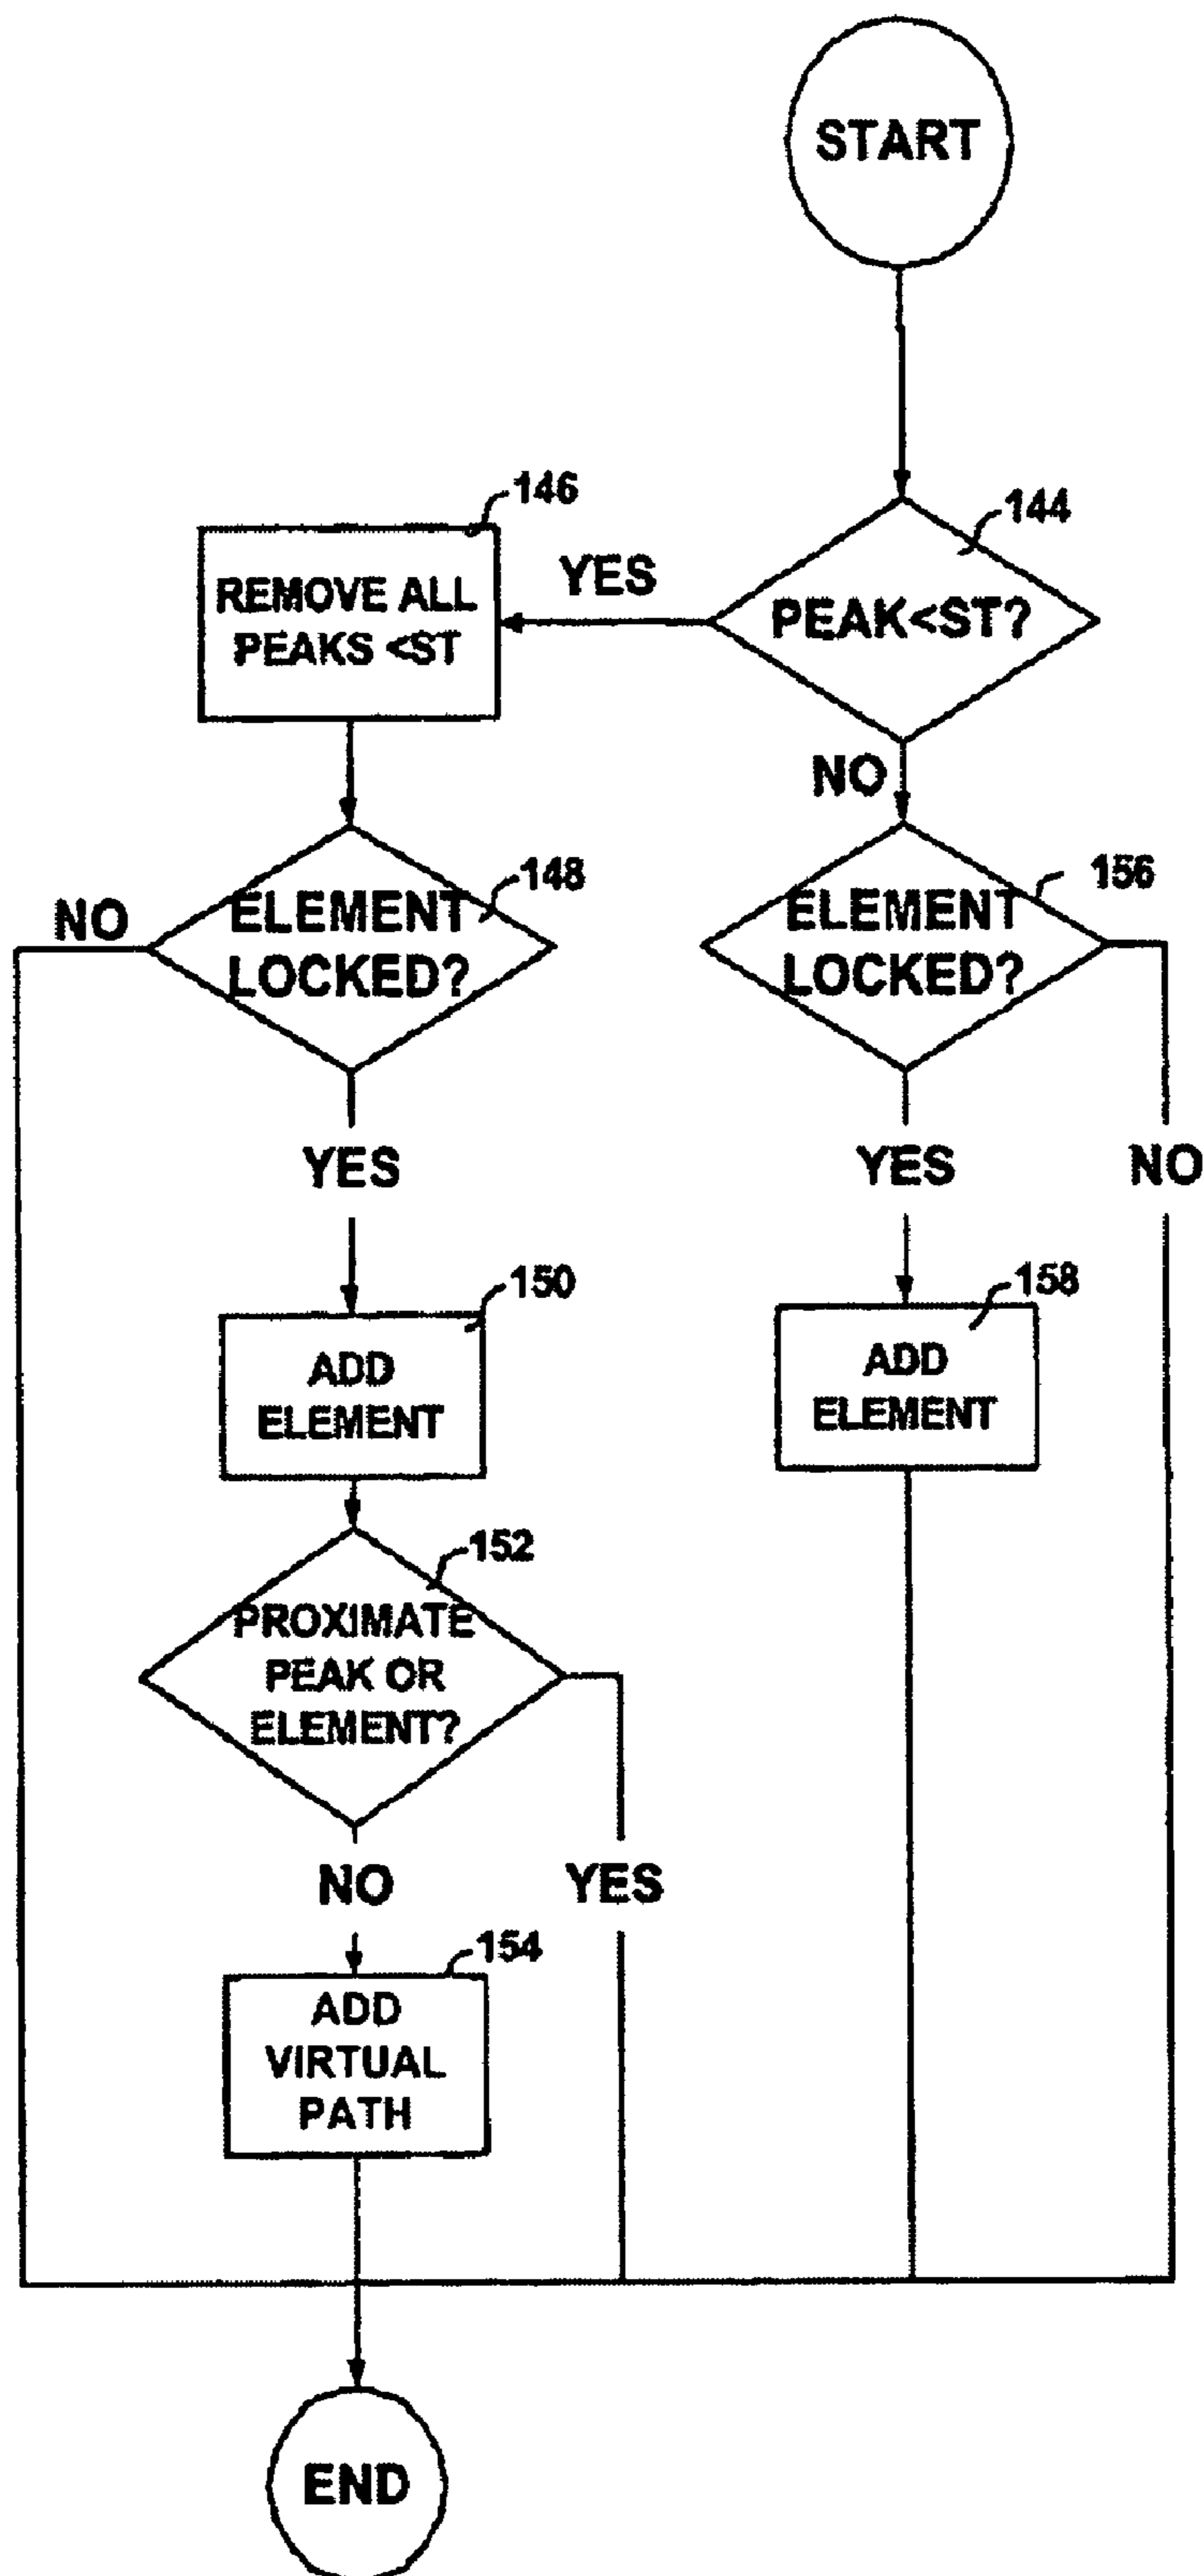 START
146
144
REMOVE ALL
PEAKS <ST
YES
PEAK<ST?
NO
148
156
NO
ELEMENT
LOCKED?
ELEMENT
LOCKED?
YES
YES
NO
150
158
ADD
ELEMENT
ADD
ELEMENT
152
PROXIMATE
PEAK OR
ELEMENT?
NO
YES
154
ADD
VIRTUAL
PATH
END